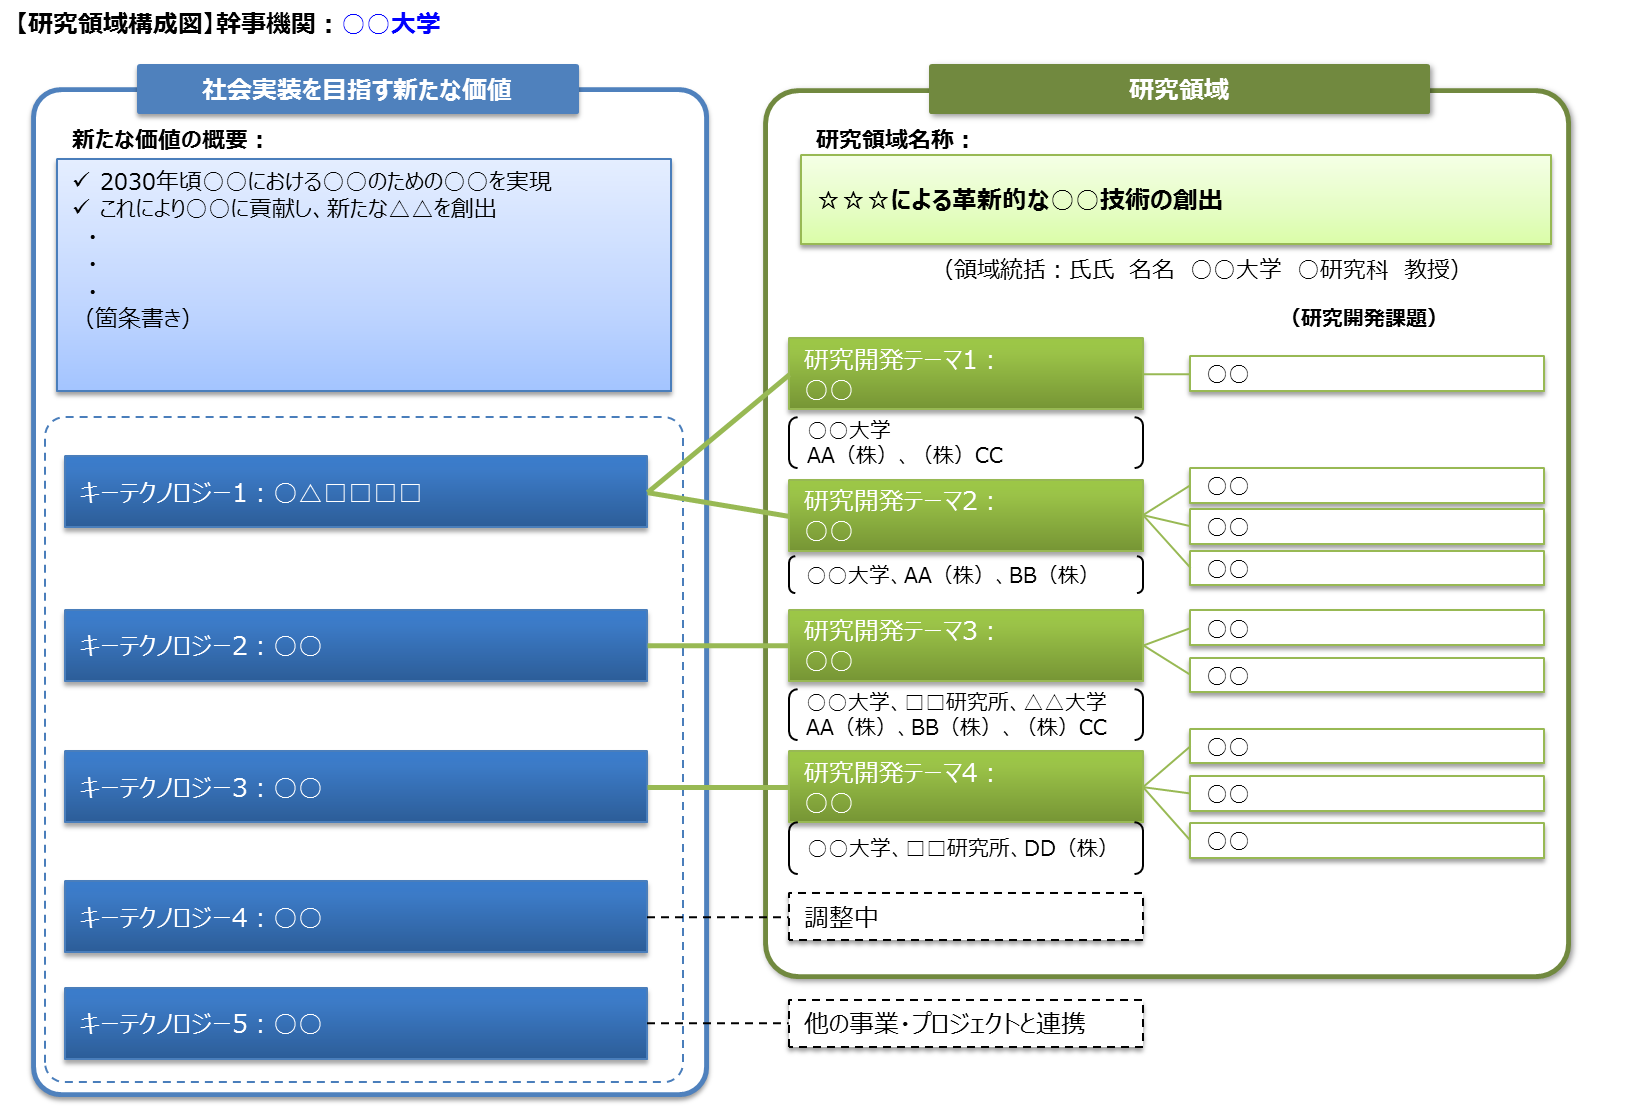 【研究領域構成図】幹事機関：○○大学
社会実装を目指す新たな価値
新たな価値の概要：
✓ 2030年頃○○における○○のための○○を実現
✓ これにより○○に貢献し、新たな△△を創出
・
・
・
（箇条書き）
キーテクノロジー1：○△□□□□
キーテクノロジー2：○○
キーテクノロジー3：○○
キーテクノロジー4：○○
キーテクノロジー5：○○
研究領域
研究領域名称：
☆☆☆による革新的な○○技術の創出
（領域統括：氏氏　名名　○○大学　○研究科　教授）
（研究開発課題）
研究開発テーマ1：
○○
○○大学
AA（株）、（株）CC
○○
研究開発テーマ2：
○○
○○大学、AA（株）、BB（株）
○○
○○
○○
研究開発テーマ3：
○○
○○大学、□□研究所、△△大学
AA（株）、BB（株）、（株）CC
○○
○○
研究開発テーマ4：
○○
○○大学、□□研究所、DD（株）
○○
○○
○○
調整中
他の事業・プロジェクトと連携